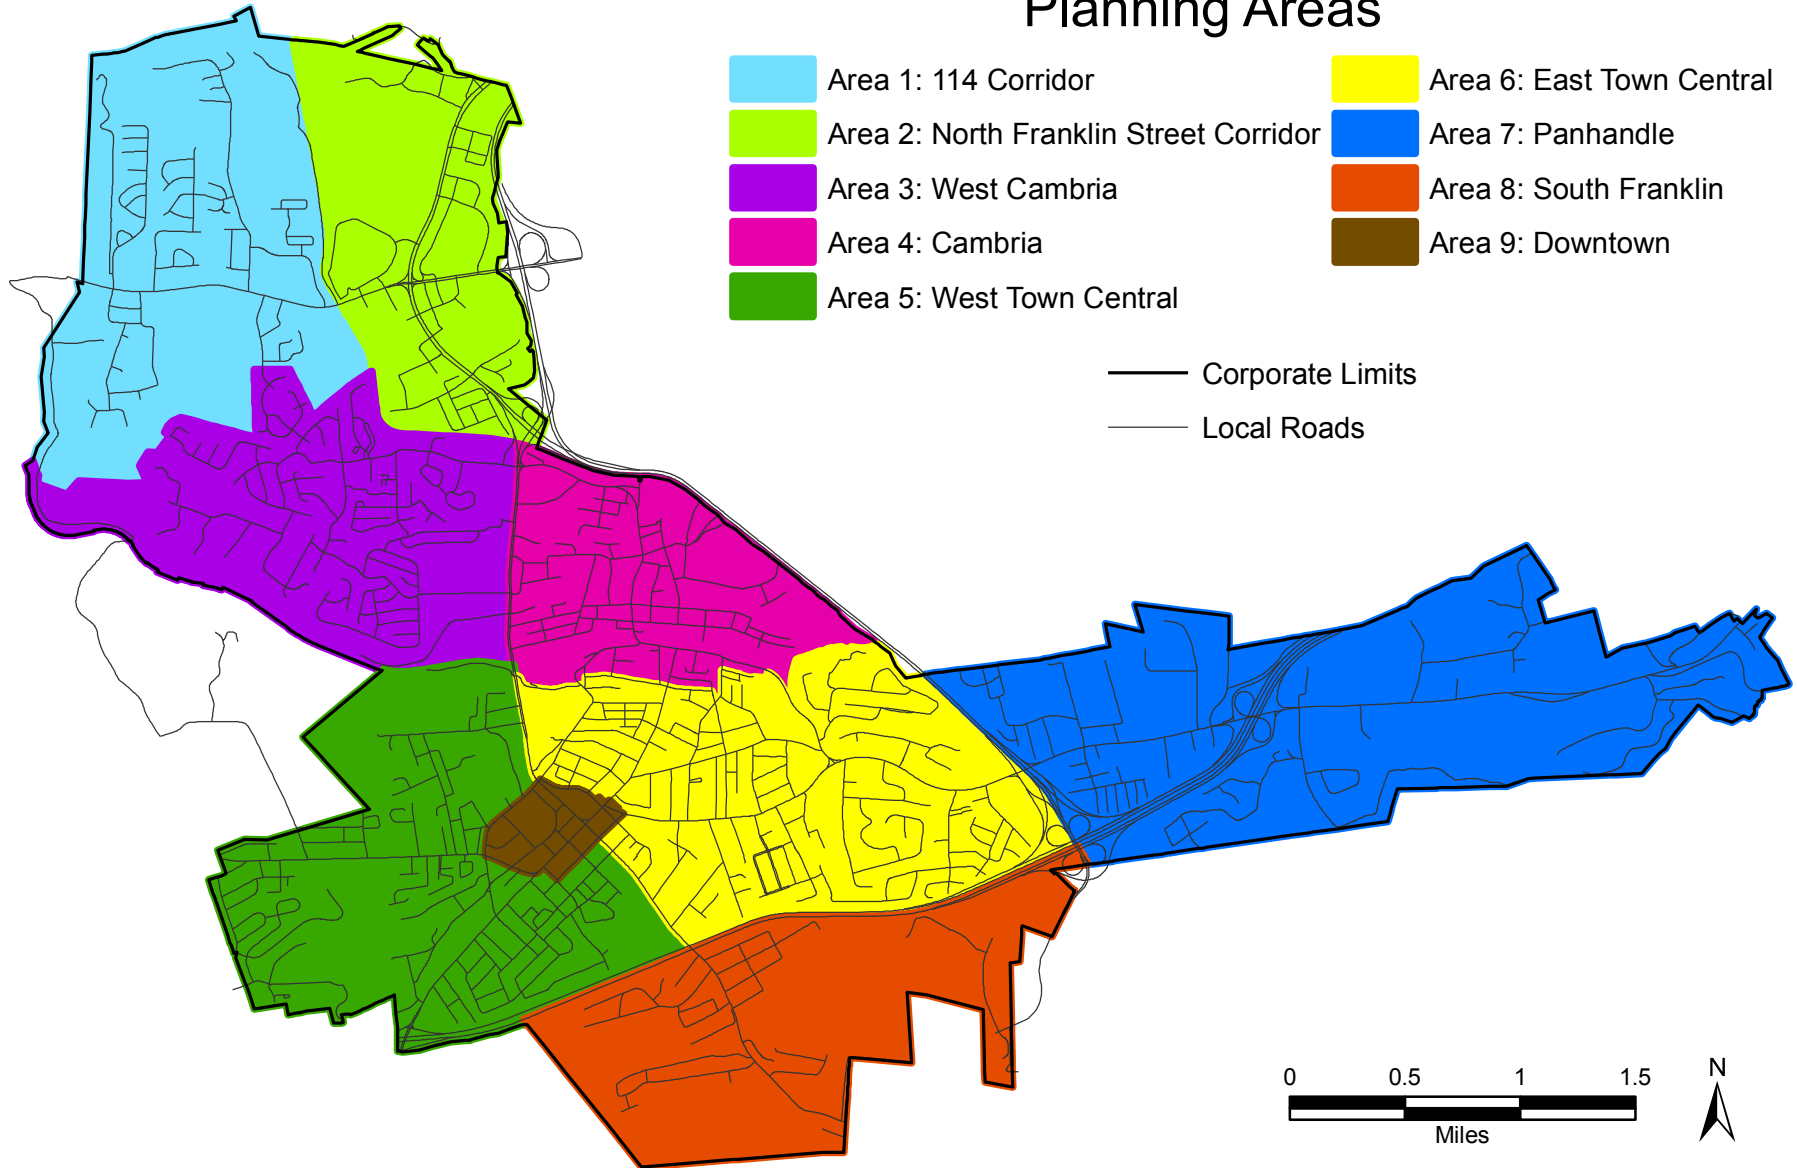 Planning Areas
Area 1: 114 Corridor
Area 2: North Franklin Street Corridor
Area 3: West Cambria
Area 4: Cambria
Area 5: West Town Central
Area 6: East Town Central
Area 7: Panhandle
Area 8: South Franklin
Area 9: Downtown
Corporate Limits
Local Roads
0 0.5 1 1.5
Miles
N